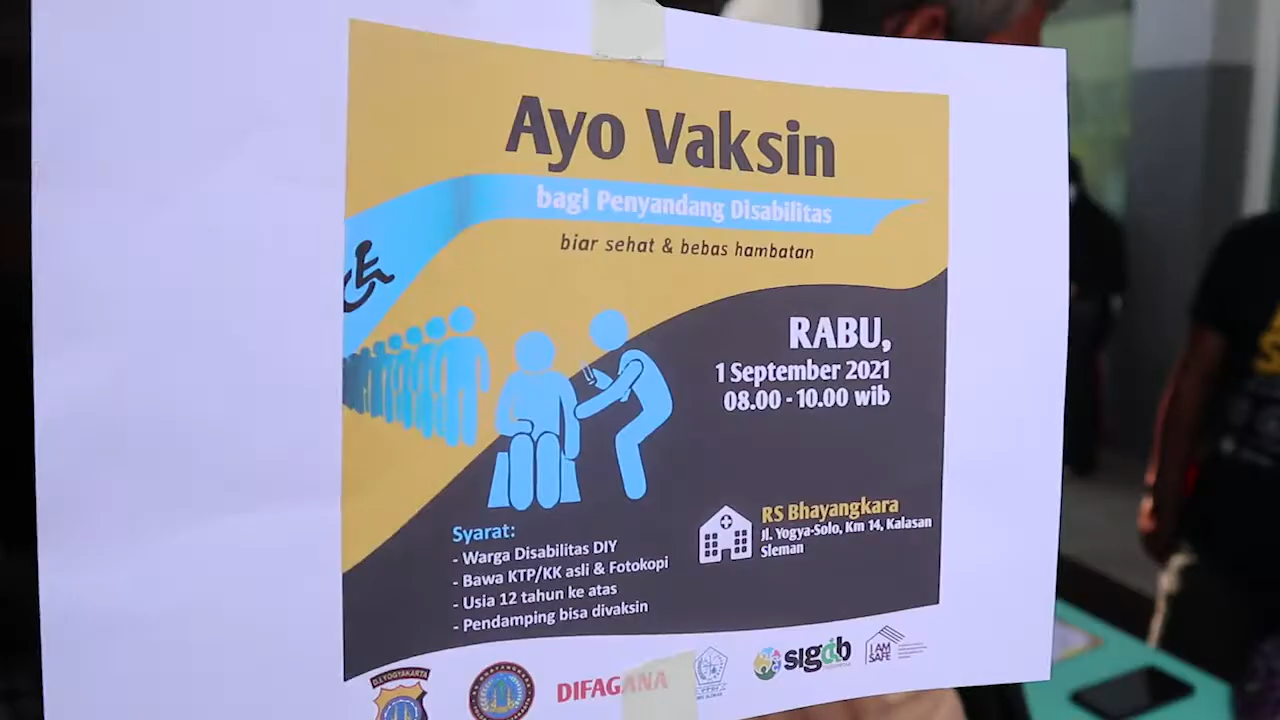 Ayo Vaksin
bagi Penyandang Disabilitas
biar sehat & bebas hambatan
RABU,
1 September 2021
08.00 - 10.00 wib
RS Bhayangkara
Jl. Yogya-Solo, Km 14, Kalasan
Sleman
Syarat:
- Warga Disabilitas DIY
- Bawa KTP/KK asli & Fotokopi
- Usia 12 tahun ke atas
- Pendamping bisa divaksin
D.I.YOGYAKARTA
DIFAGANA
sigab
I AM
SAFE